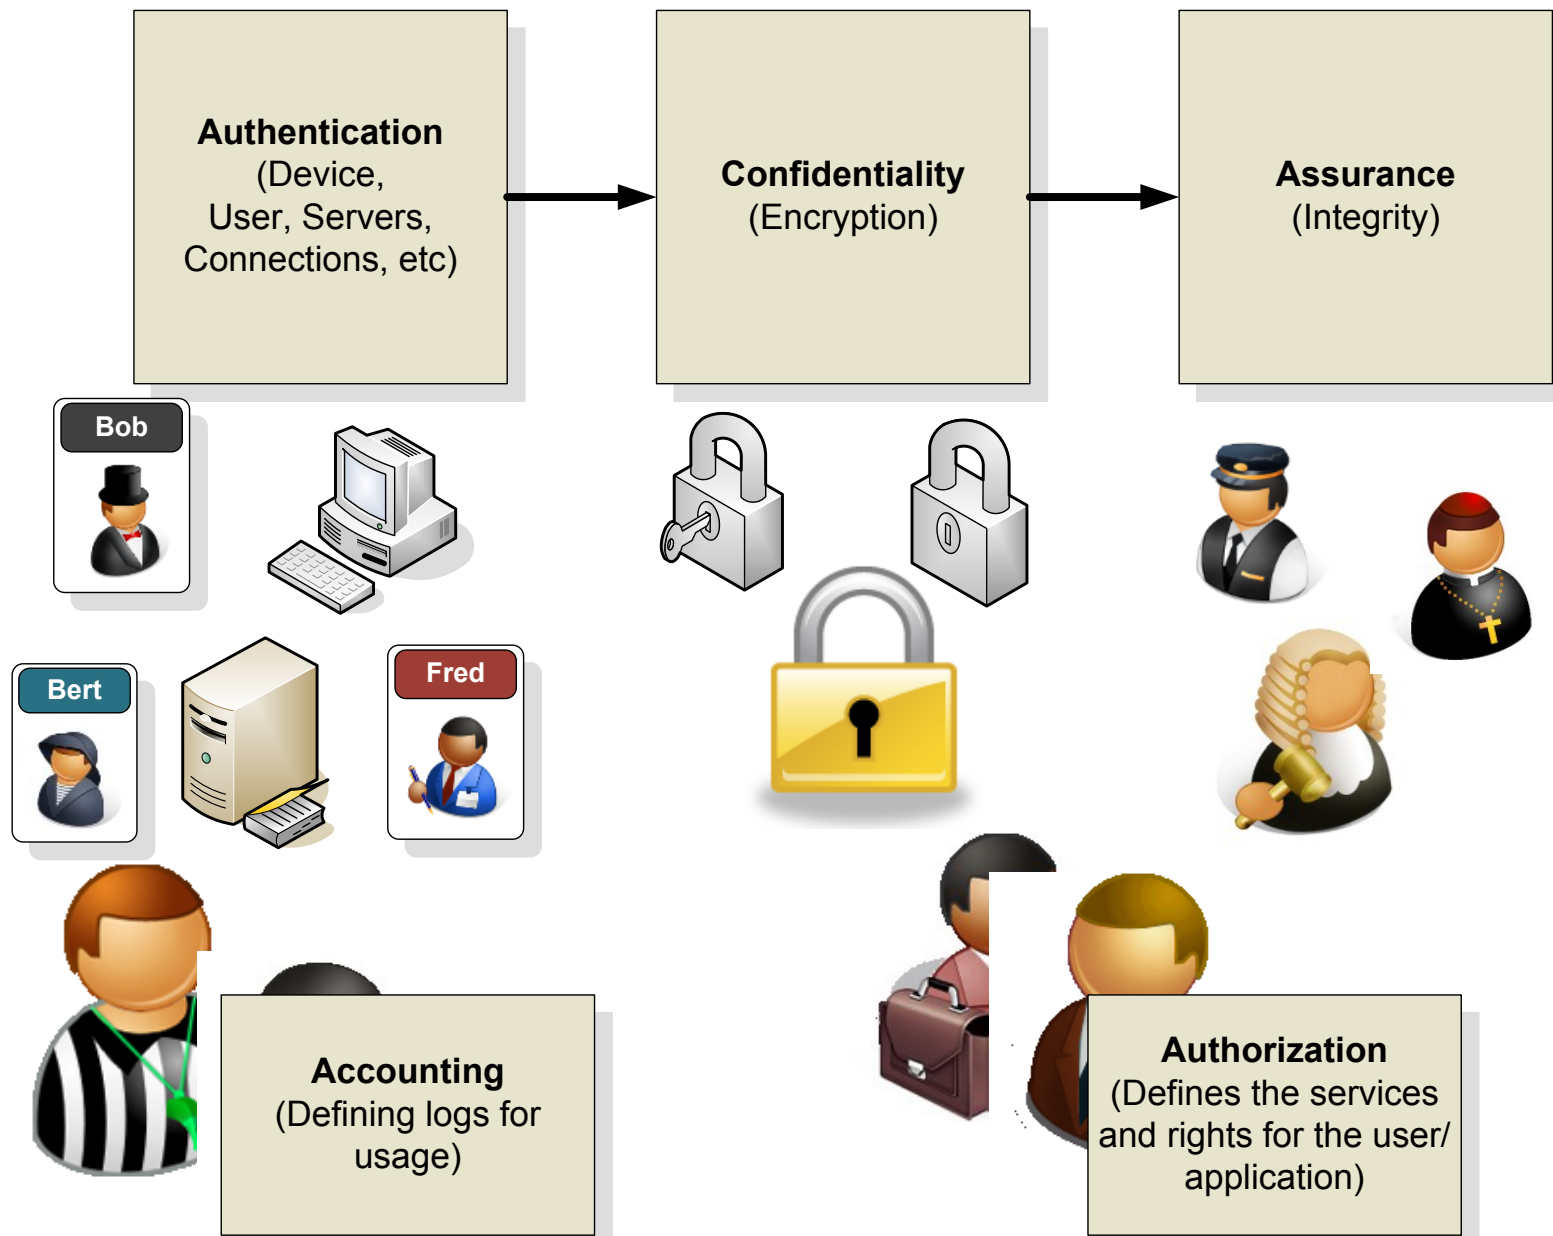 Authentication
(Device,
User, Servers,
Connections, etc)
Confidentiality
(Encryption)
Assurance
(Integrity)
Bob
Bert
Fred
Accounting
(Defining logs for
usage)
Authorization
(Defines the services
and rights for the user/
application)